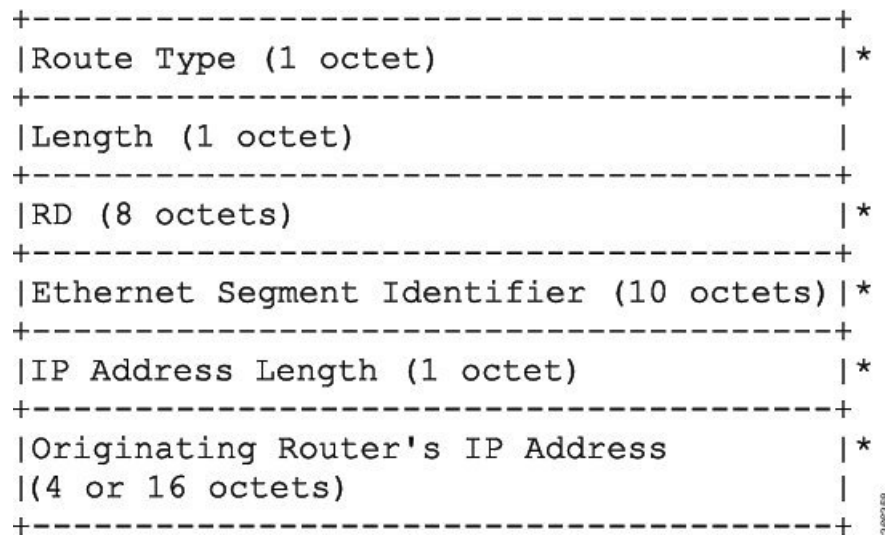 +-------------------------------------+
|Route Type (1 octet) |*
+-------------------------------------+
|Length (1 octet) |
+-------------------------------------+
|RD (8 octets) |*
+-------------------------------------+
|Ethernet Segment Identifier (10 octets)|*
+-------------------------------------+
|IP Address Length (1 octet) |*
+-------------------------------------+
|Originating Router's IP Address |*
|(4 or 16 octets) |
+-------------------------------------+